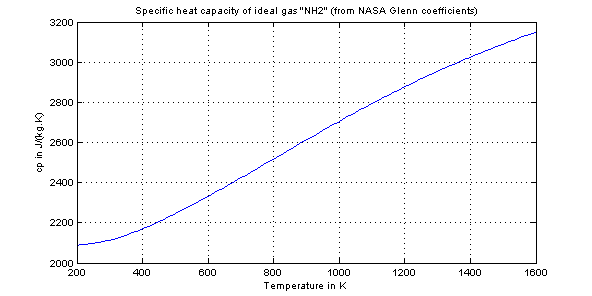 Specific heat capacity of ideal gas "NH2" (from NASA Glenn coefficients)
3200
3000
2800
2600
2400
2200
2000
cp in J/(kg.K)
200 400 600 800 1000 1200 1400 1600
Temperature in K